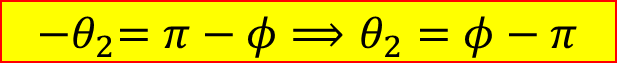 −θ₂= π − ϕ ⟹ θ₂ = ϕ − π